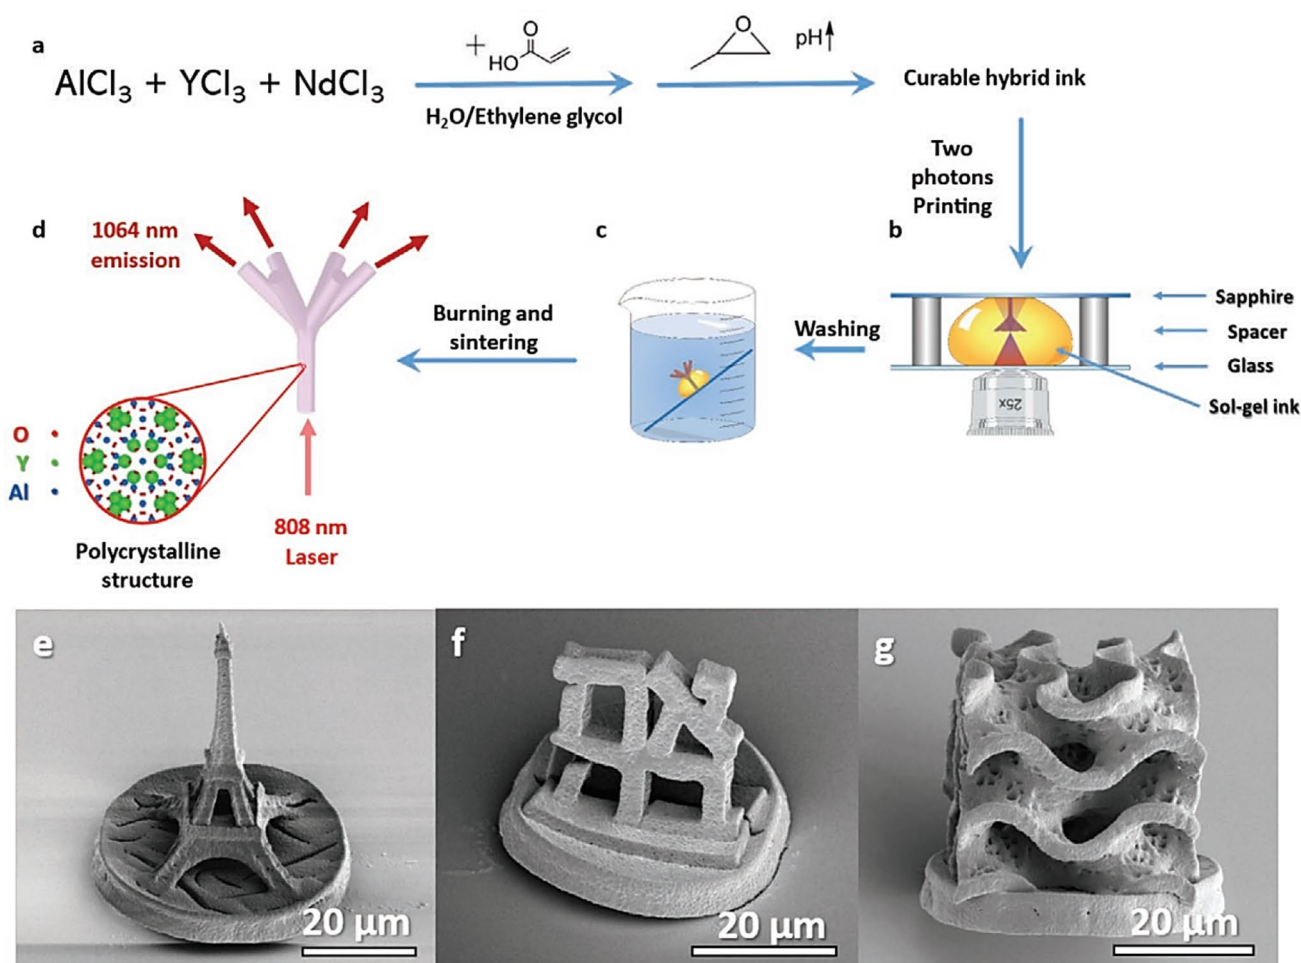 a
AlCl3 + YCl3 + NdCl3
+
O
HO
H2O/Ethylene glycol
O
pH↑
Curable hybrid ink
Two
photons
Printing
b
Sapphire
Spacer
Glass
Sol-gel ink
25x
Washing
c
Burning and
sintering
d
1064 nm
emission
O
Y
Al
Polycrystalline
structure
808 nm
Laser
e
20 µm
f
אה
בה
20 µm
g
20 µm